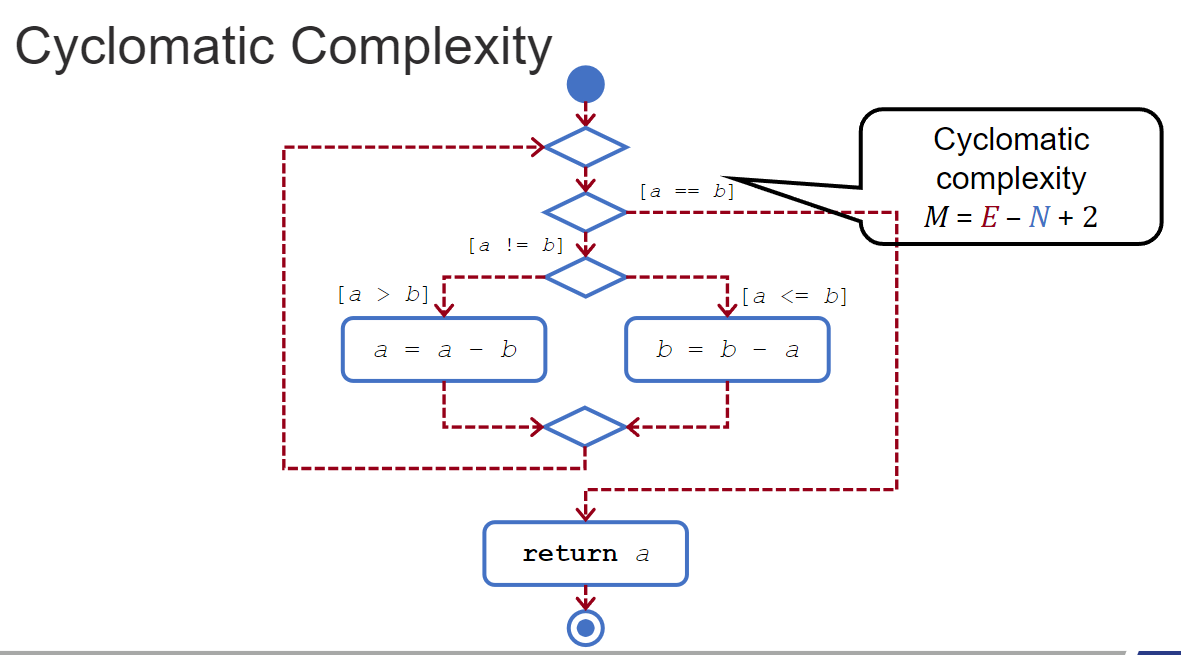 Cyclomatic Complexity
Cyclomatic
complexity
M = E – N + 2
[a == b]
[a != b]
[a > b]
[a <= b]
a = a - b
b = b - a
return a